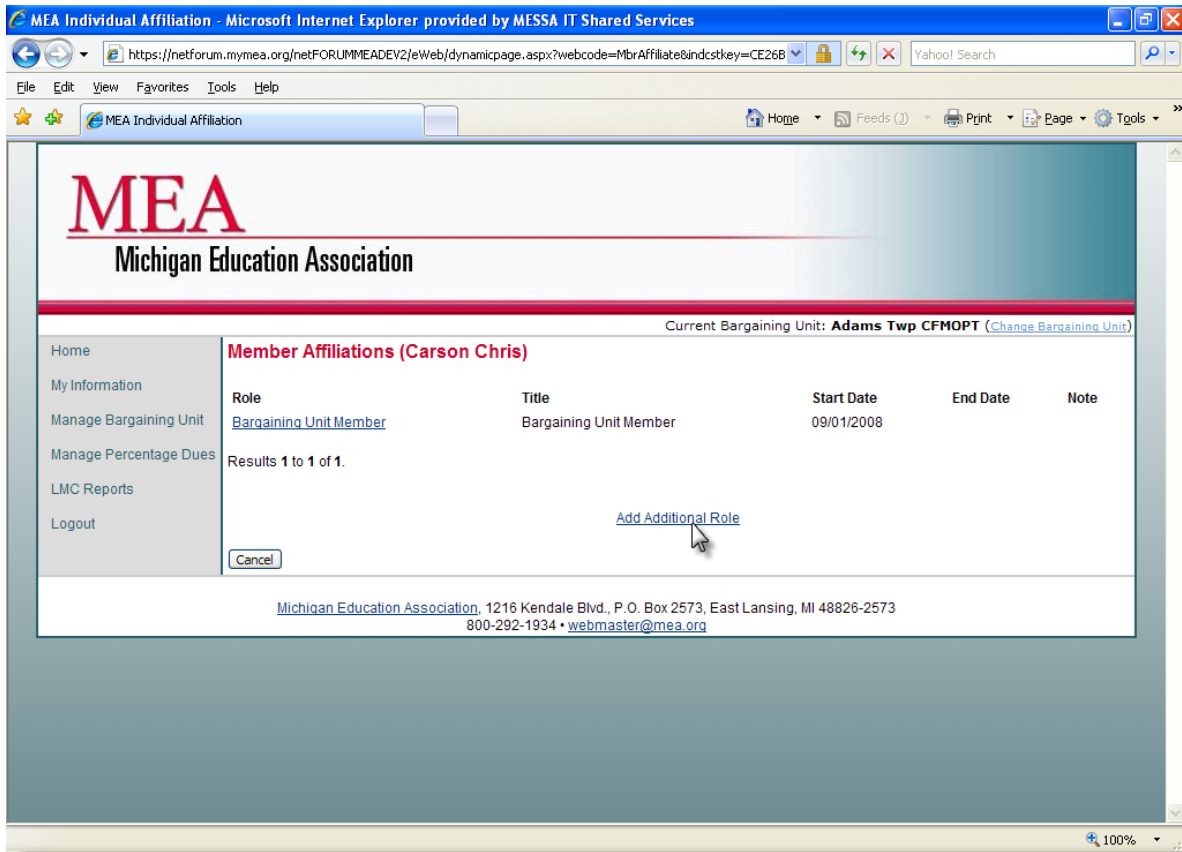 MEA Individual Affiliation - Microsoft Internet Explorer provided by MESSA IT Shared Services
https://netforum.mymea.org/netFORUMMEADEV2/eWeb/dynamicpage.aspx?webcode=MbrAffiliate&indcstkey=CE26B
Yahoo! Search
File Edit View Favorites Tools Help
MEA Individual Affiliation
Home Feeds (J) Print Page Tools »
MEA
Michigan Education Association
Current Bargaining Unit: Adams Twp CFMOPT (Change Bargaining Unit)
Home
My Information
Manage Bargaining Unit
Manage Percentage Dues
LMC Reports
Logout
Member Affiliations (Carson Chris)
Role Title Start Date End Date Note
Bargaining Unit Member Bargaining Unit Member 09/01/2008
Results 1 to 1 of 1.
Add Additional Role
Cancel
Michigan Education Association, 1216 Kendale Blvd., P.O. Box 2573, East Lansing, MI 48826-2573
800-292-1934 • webmaster@mea.org
100%